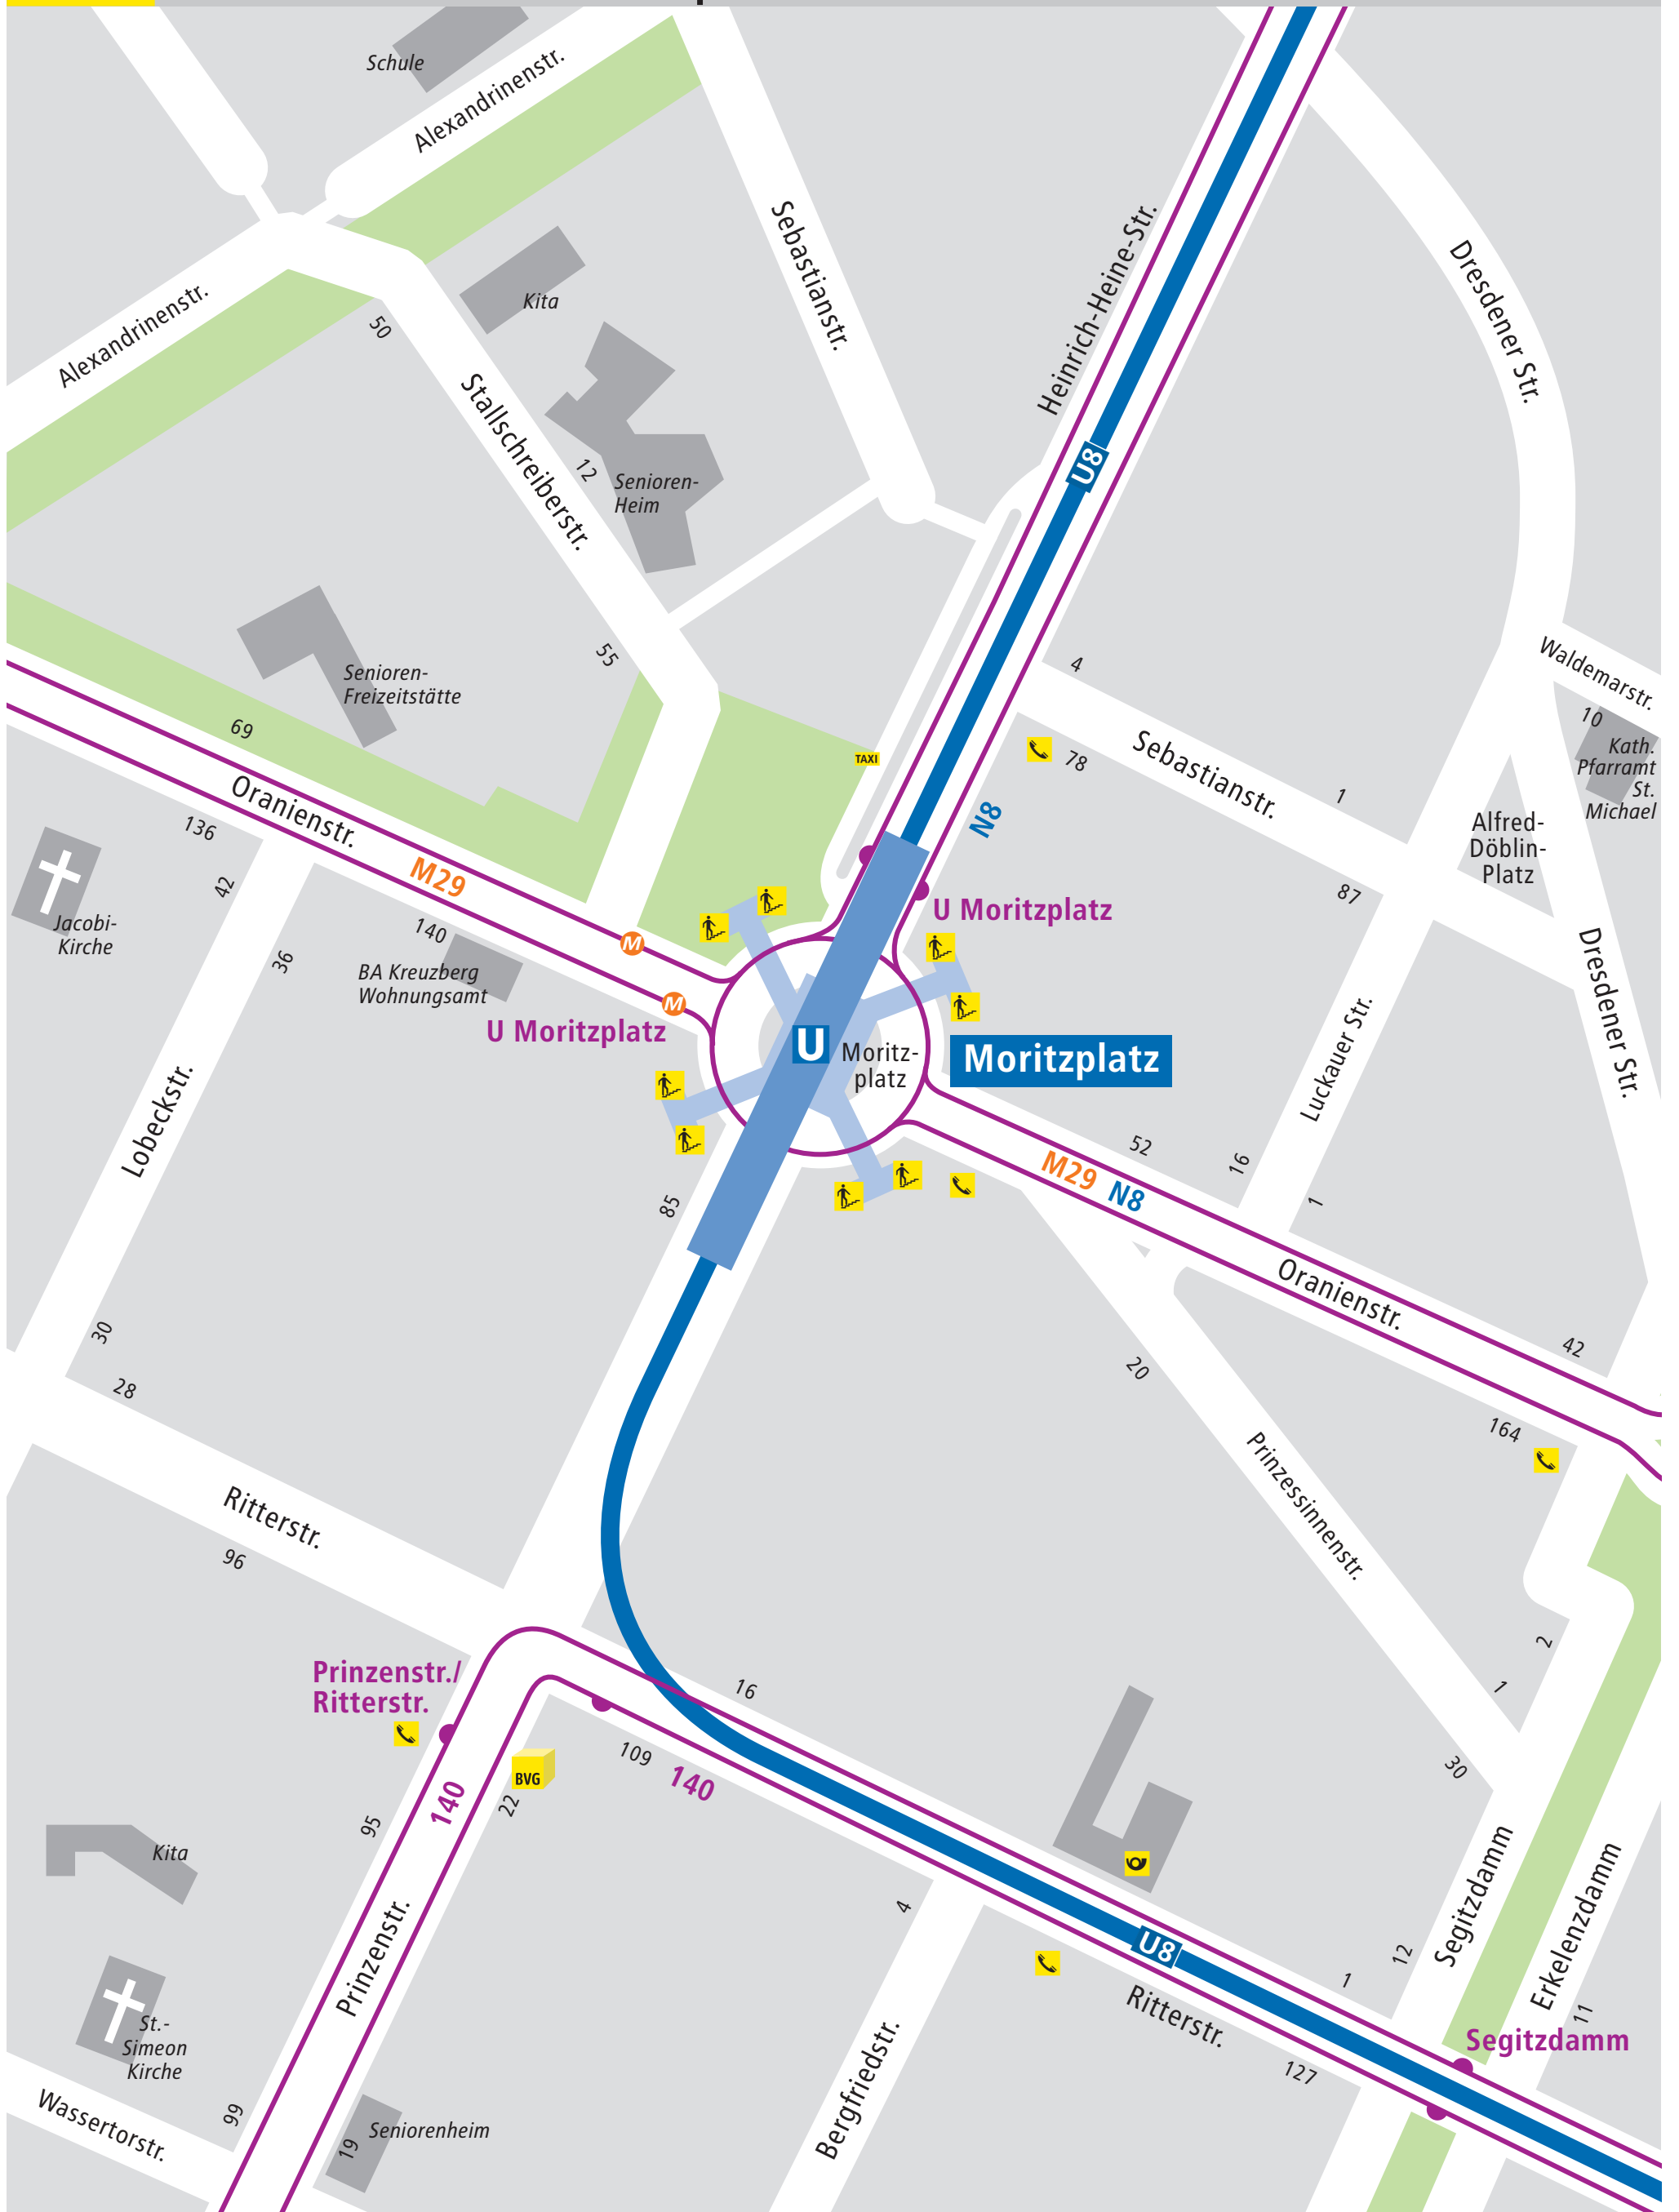 Schule
Alexandrinenstr.
Sebastianstr.
Heinrich-Heine-Str.
Dresdener Str.
Kita
Alexandrinenstr.
50
Stallschreiberstr.
12
Senioren-
Heim
U8
55
4
Waldemarstr.
10
Kath.
Pfarramt
St.
Michael
Senioren-
Freizeitstätte
69
TAXI
78
Sebastianstr.
1
Oranienstr.
136
N8
Alfred-
Döblin-
Platz
M29
42
87
Jacobi-
Kirche
140
U Moritzplatz
M
36
BA Kreuzberg
Wohnungsamt
M
U Moritzplatz
Dresdener Str.
U
Moritz-
platz
Moritzplatz
Luckauer Str.
Lobeckstr.
52
M29 N8
16
1
85
Oranienstr.
30
28
42
20
164
Ritterstr.
96
Prinzessinnenstr.
2
Prinzenstr./
Ritterstr.
16
1
109
140
BVG
30
140
22
95
Kita
Segitzdamm
Erkelenzdamm
4
U8
12
1
Prinzenstr.
Ritterstr.
11
St.-
Simeon
Kirche
Segitzdamm
127
Bergfriedstr.
Wassertorstr.
99
19
Seniorenheim